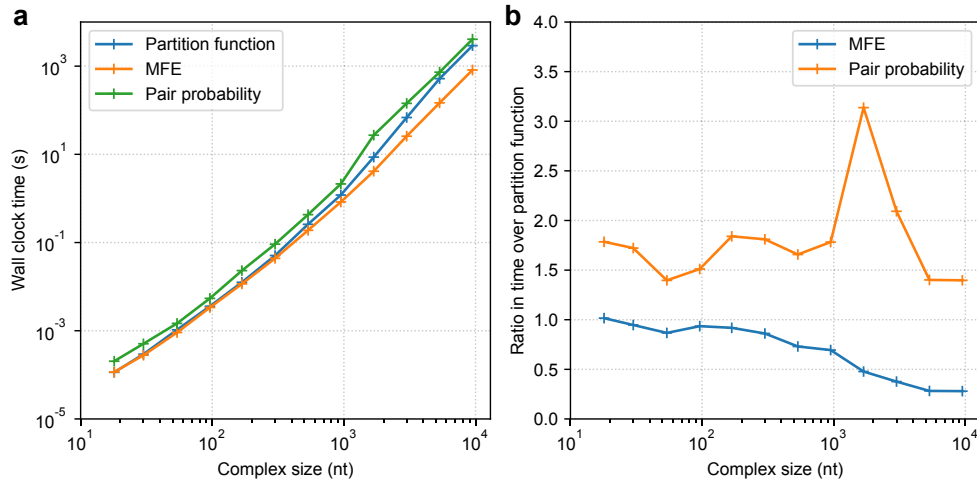 a
Partition function
MFE
Pair probability
Wall clock time (s)
10^3
10^1
10^-1
10^-3
10^-5
10^1
10^2
10^3
10^4
Complex size (nt)
b
MFE
Pair probability
Ratio in time over partition function
4.0
3.5
3.0
2.5
2.0
1.5
1.0
0.5
0.0
10^1
10^2
10^3
10^4
Complex size (nt)